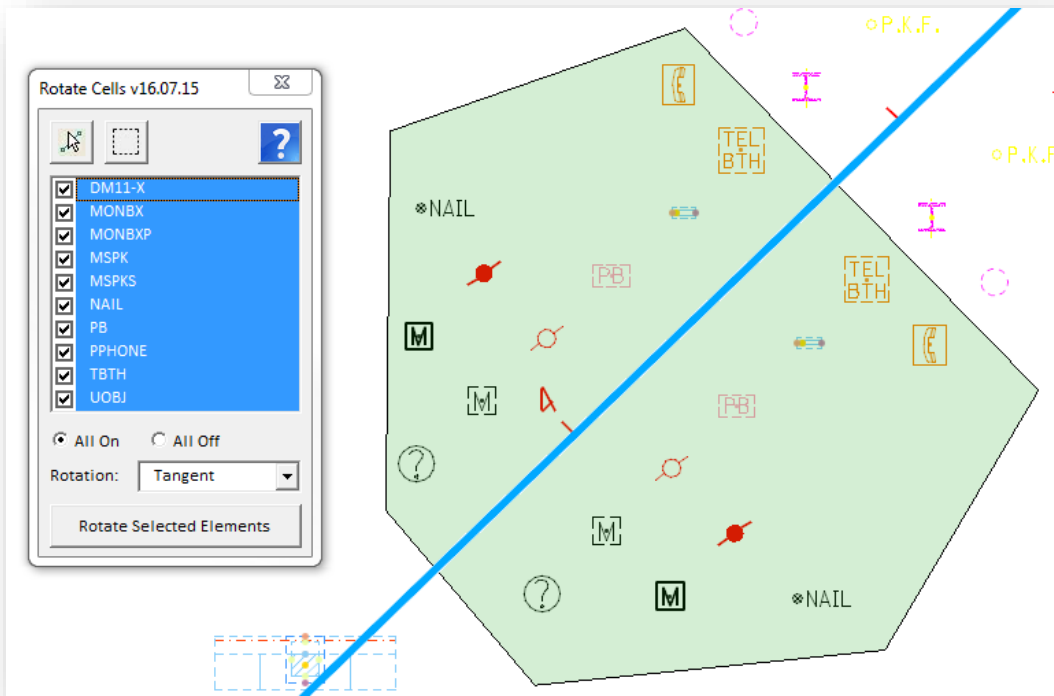 Rotate Cells v16.07.15
?
DM11-X
MONBX
MONBXP
MSPK
MSPKS
NAIL
PB
PPHONE
TBTH
UOBJ
All On
All Off
Rotation:
Tangent
Rotate Selected Elements
P.K.F.
TEL
BTH
P.K.F
NAIL
PB
TEL
BTH
M
M
4
PB
?
M
?
M
NAIL